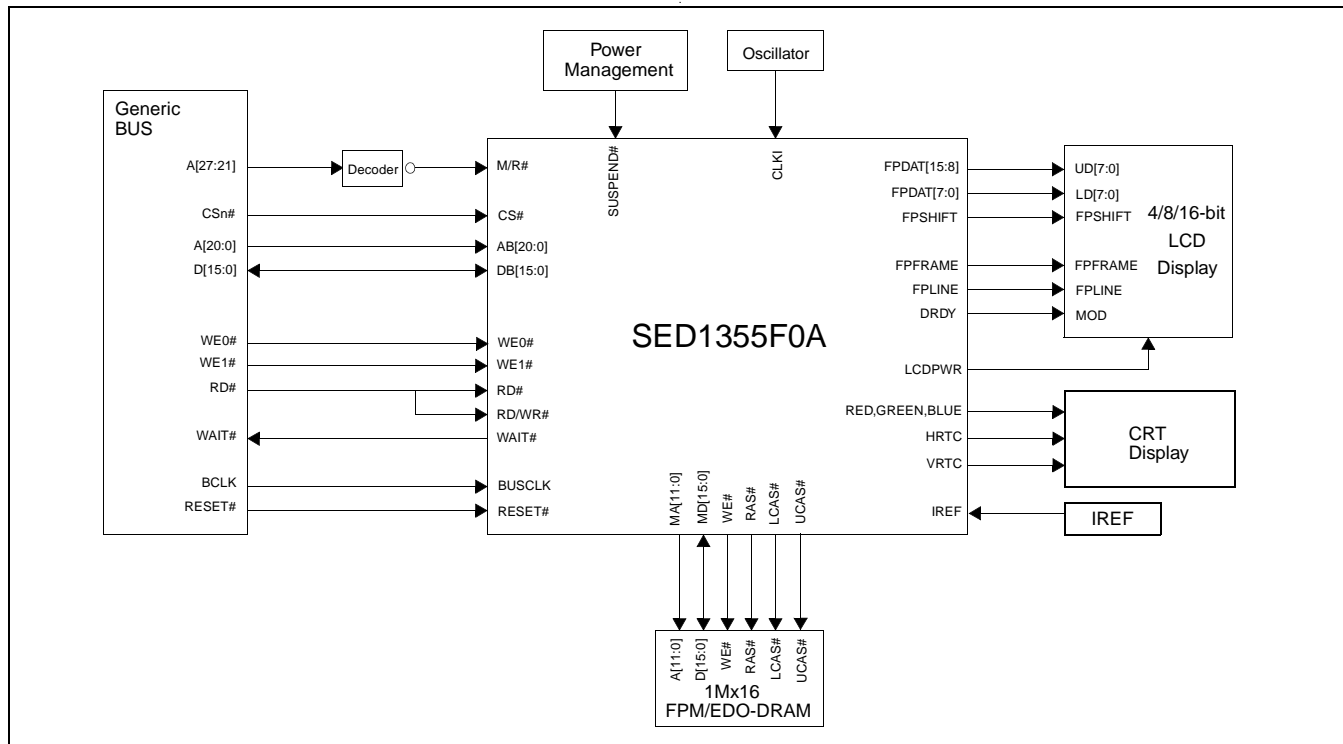 Power
Management
Oscillator
Generic
BUS
A[27:21]
Decoder
M/R#
SUSPEND#
CLKI
FPDAT[15:8]
UD[7:0]
FPDAT[7:0]
LD[7:0]
CSn#
CS#
FPSHIFT
FPSHIFT
4/8/16-bit
LCD
Display
A[20:0]
AB[20:0]
D[15:0]
DB[15:0]
FPFRAME
FPFRAME
FPLINE
FPLINE
DRDY
MOD
SED1355F0A
WE0#
WE0#
WE1#
WE1#
RD#
RD#
LCDPWR
RD/WR#
RED,GREEN,BLUE
WAIT#
WAIT#
HRTC
CRT
Display
VRTC
BCLK
BUSCLK
RESET#
RESET#
MA[11:0]
MD[15:0]
WE#
RAS#
LCAS#
UCAS#
IREF
IREF
A[11:0]
D[15:0]
WE#
RAS#
LCAS#
UCAS#
1Mx16
FPM/EDO-DRAM